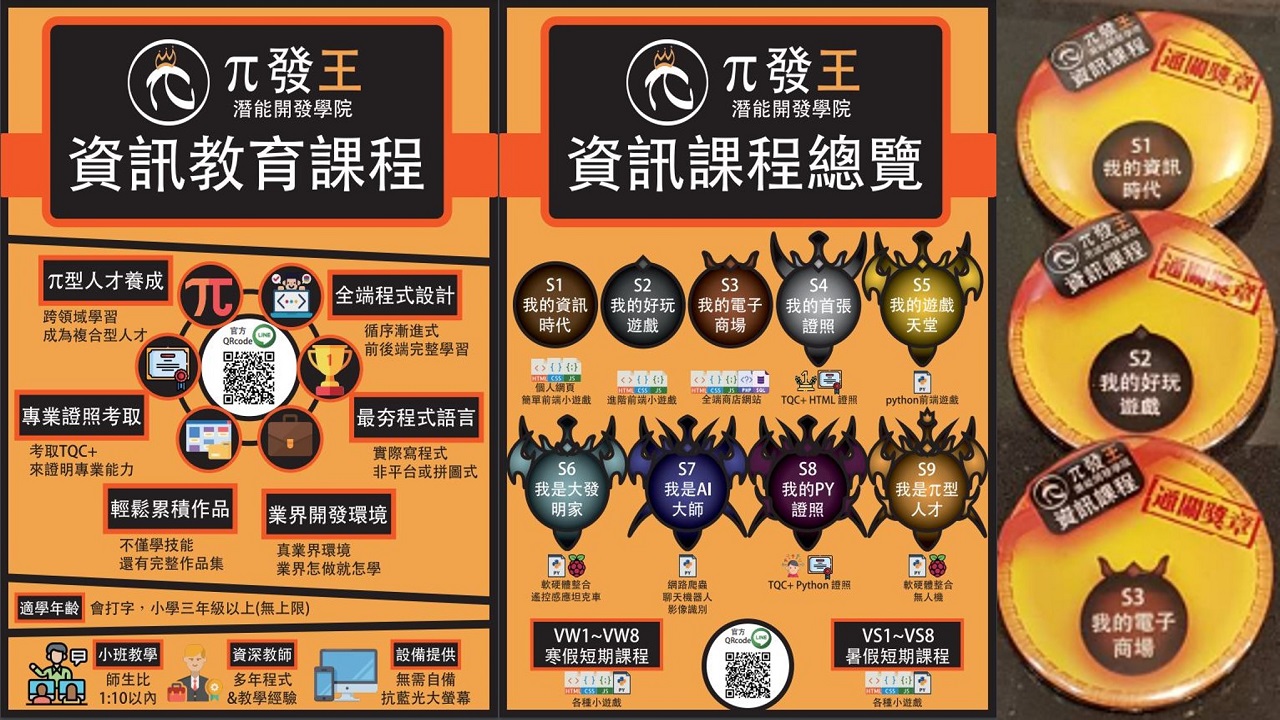 π發王
潛能開發學院
資訊教育課程
π型人才養成
跨領域學習
成為複合型人才
全端程式設計
循序漸進式
前後端完整學習
官方
QRcode
LINE
專業證照考取
考取TQC+
來證明專業能力
最夯程式語言
實際寫程式
非平台或拼圖式
輕鬆累積作品
不僅學技能
還有完整作品集
業界開發環境
真業界環境
業界怎做就怎學
適學年齡
會打字，小學三年級以上(無上限)
小班教學
師生比
1:10以內
資深教師
多年程式
&教學經驗
設備提供
無需自備
抗藍光大螢幕
π發王
潛能開發學院
資訊課程總覽
S1
我的資訊
時代
HTML CSS JS
個人網頁
簡單前端小遊戲
S2
我的好玩
遊戲
HTML CSS JS
進階前端小遊戲
S3
我的電子
商場
HTML CSS JS PHP SQL
全端商店網站
S4
我的首張
證照
TQC+ HTML 證照
S5
我的遊戲
天堂
PY
python前端遊戲
S6
我是大發
明家
PY
軟硬體整合
遙控感應坦克車
S7
我是AI
大師
PY
網路爬蟲
聊天機器人
影像識別
S8
我的PY
證照
TQC+ Python 證照
S9
我是π型
人才
PY
軟硬體整合
無人機
VW1~VW8
寒假短期課程
HTML CSS JS PY
各種小遊戲
官方
QRcode
LINE
VS1~VS8
暑假短期課程
HTML CSS JS PY
各種小遊戲
π發王
潛能開發學院
資訊課程
通關獎章
S1
我的資訊
時代
π發王
潛能開發學院
資訊課程
通關獎章
S2
我的好玩
遊戲
π發王
潛能開發學院
資訊課程
通關獎章
S3
我的電子
商場